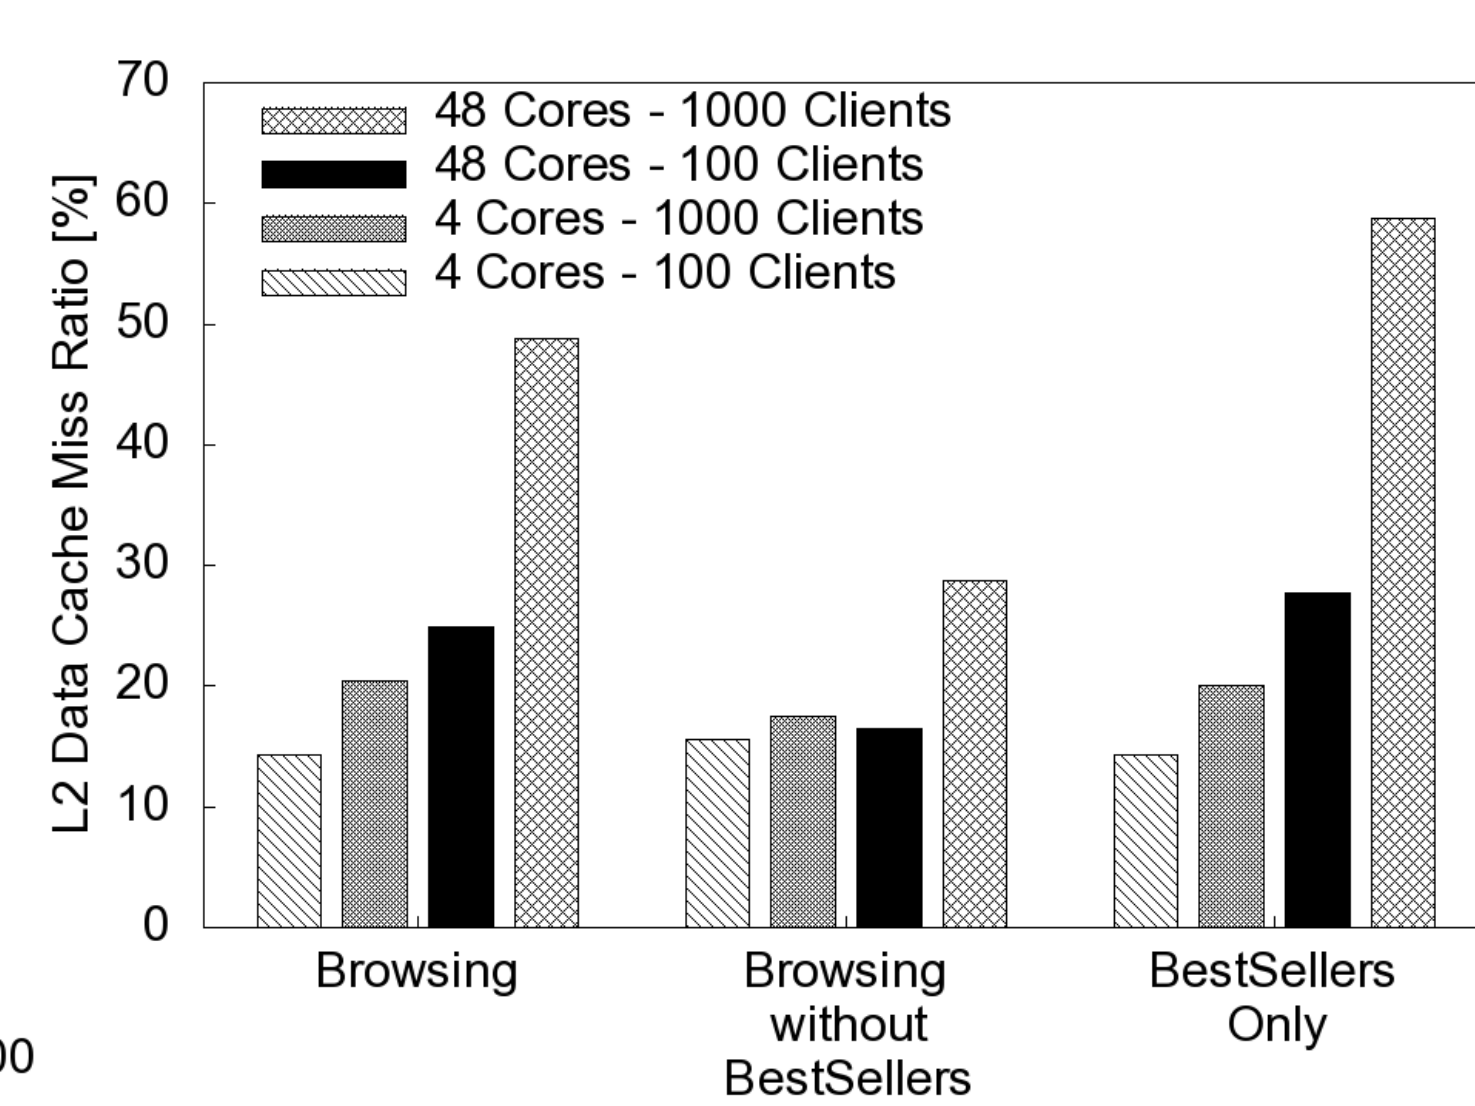 70
60
50
40
30
20
10
0
L2 Data Cache Miss Ratio [%]
48 Cores - 1000 Clients
48 Cores - 100 Clients
4 Cores - 1000 Clients
4 Cores - 100 Clients
Browsing
Browsing
without
BestSellers
BestSellers
Only
00